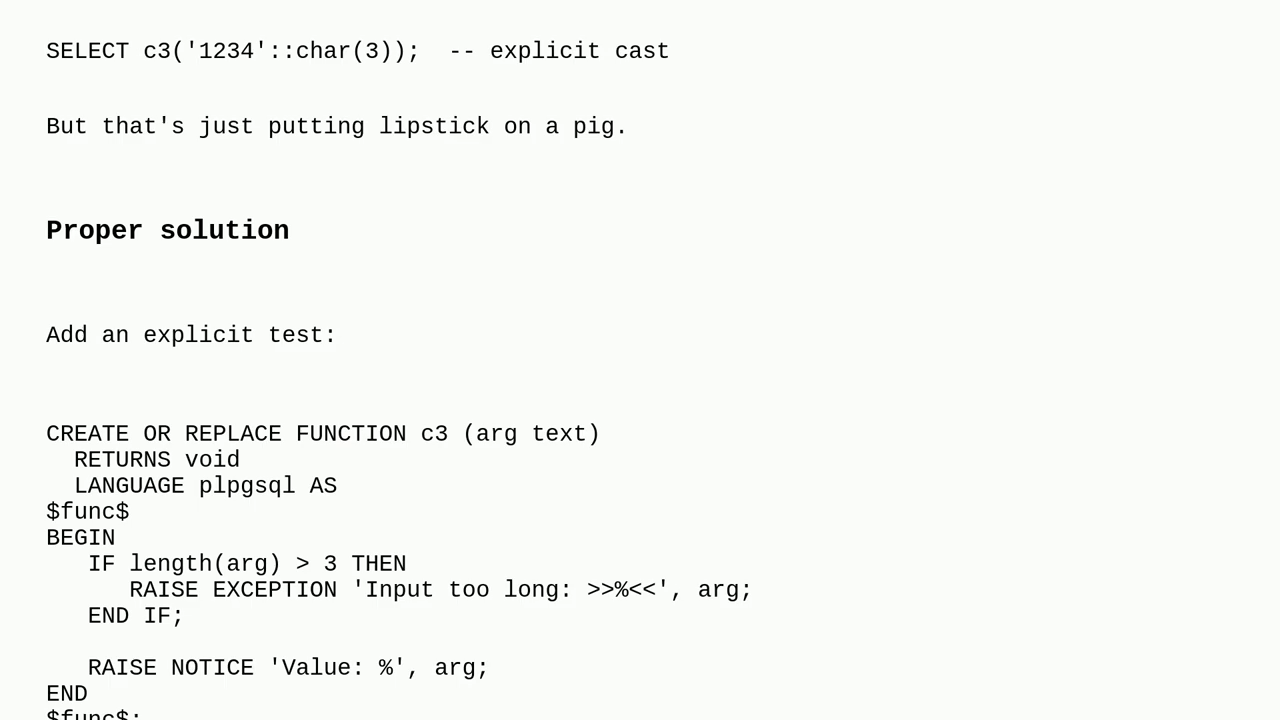 SELECT c3('1234'::char(3));  -- explicit cast
But that's just putting lipstick on a pig.
Proper solution
Add an explicit test:
CREATE OR REPLACE FUNCTION c3 (arg text)
  RETURNS void
  LANGUAGE plpgsql AS
$func$
BEGIN
   IF length(arg) > 3 THEN
      RAISE EXCEPTION 'Input too long: >>%<<', arg;
   END IF;

   RAISE NOTICE 'Value: %', arg;
END
$func$;